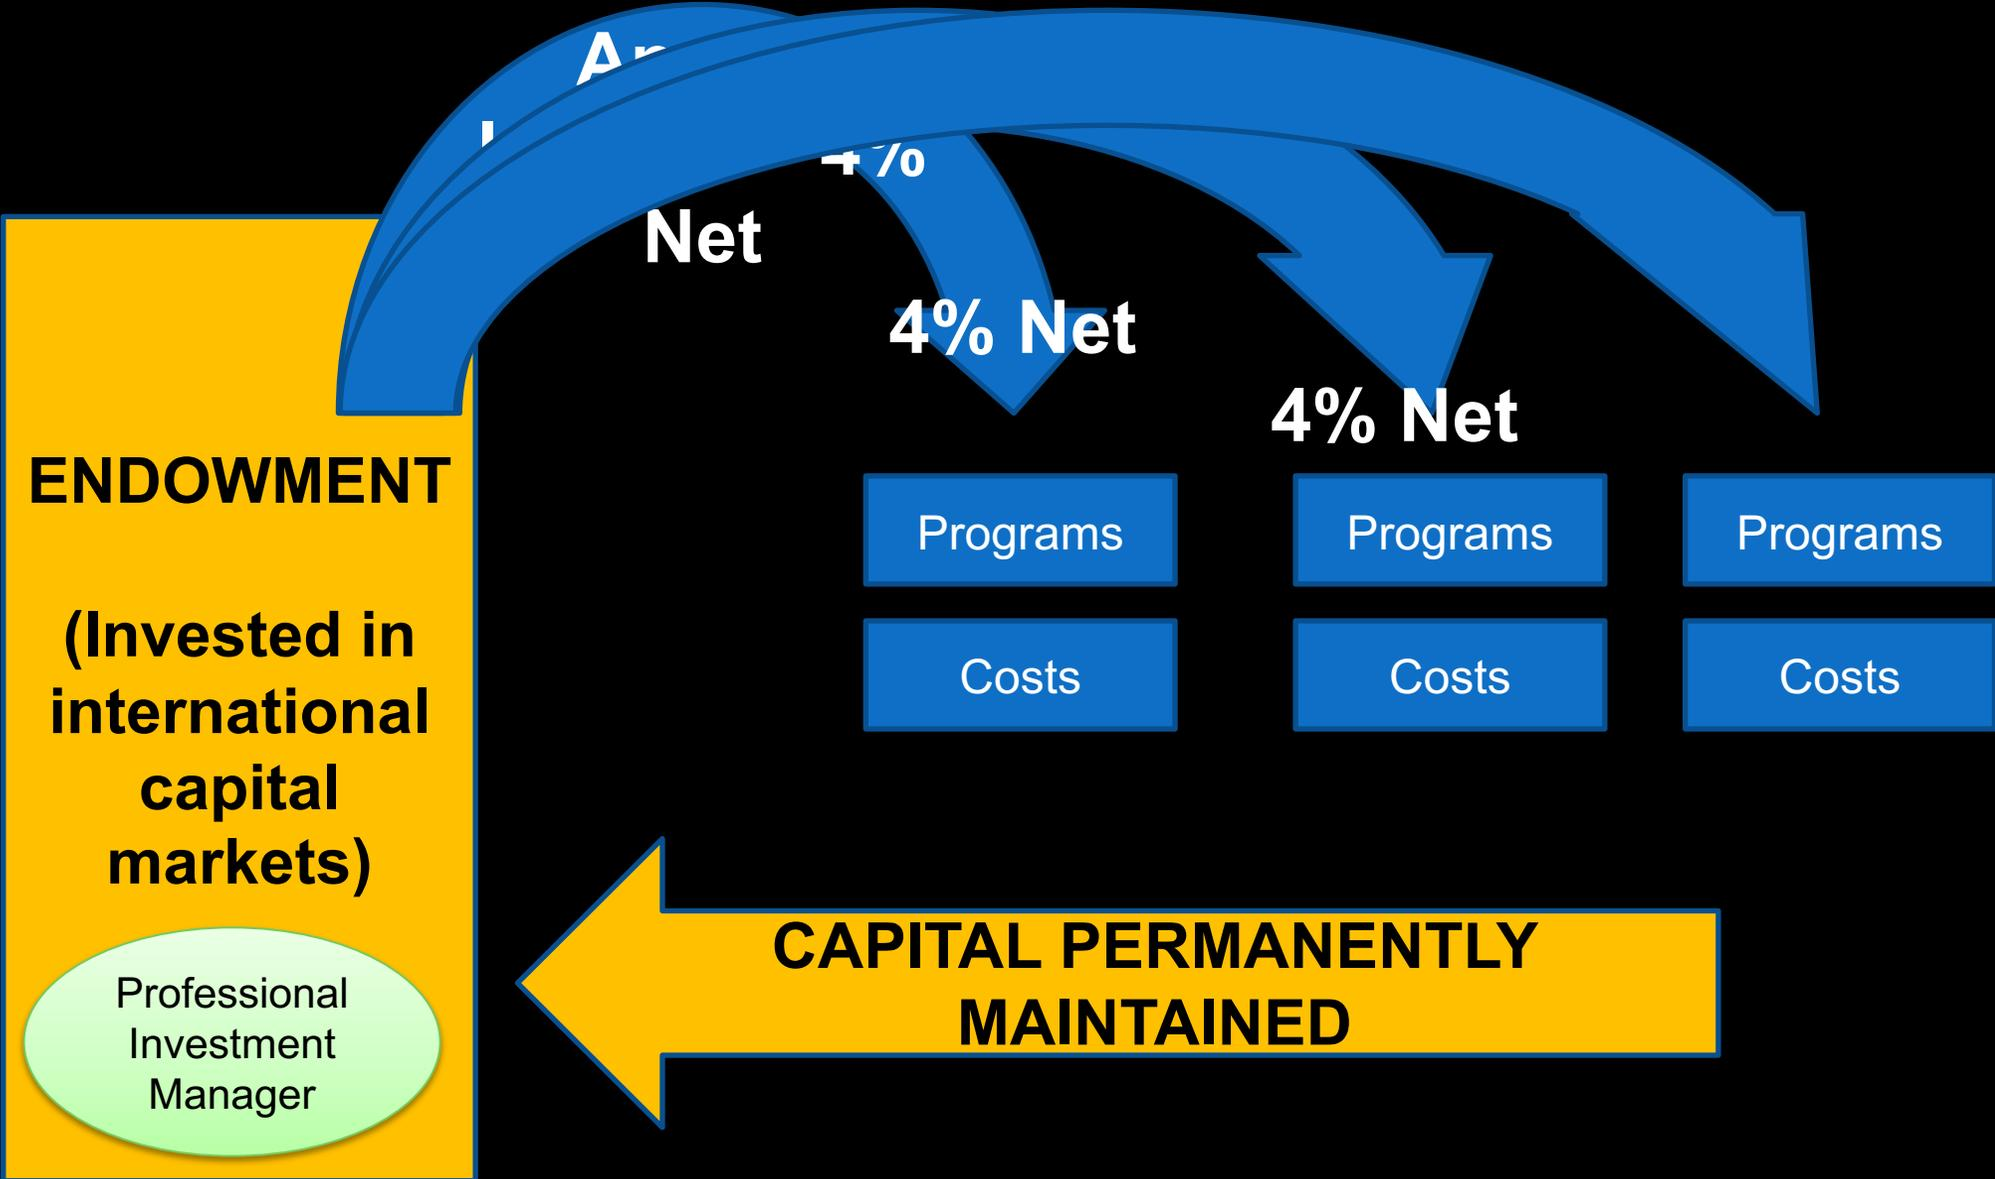 4%
Net
4% Net
4% Net
ENDOWMENT
(Invested in
international
capital
markets)
Professional
Investment
Manager
Programs
Programs
Programs
Costs
Costs
Costs
CAPITAL PERMANENTLY
MAINTAINED